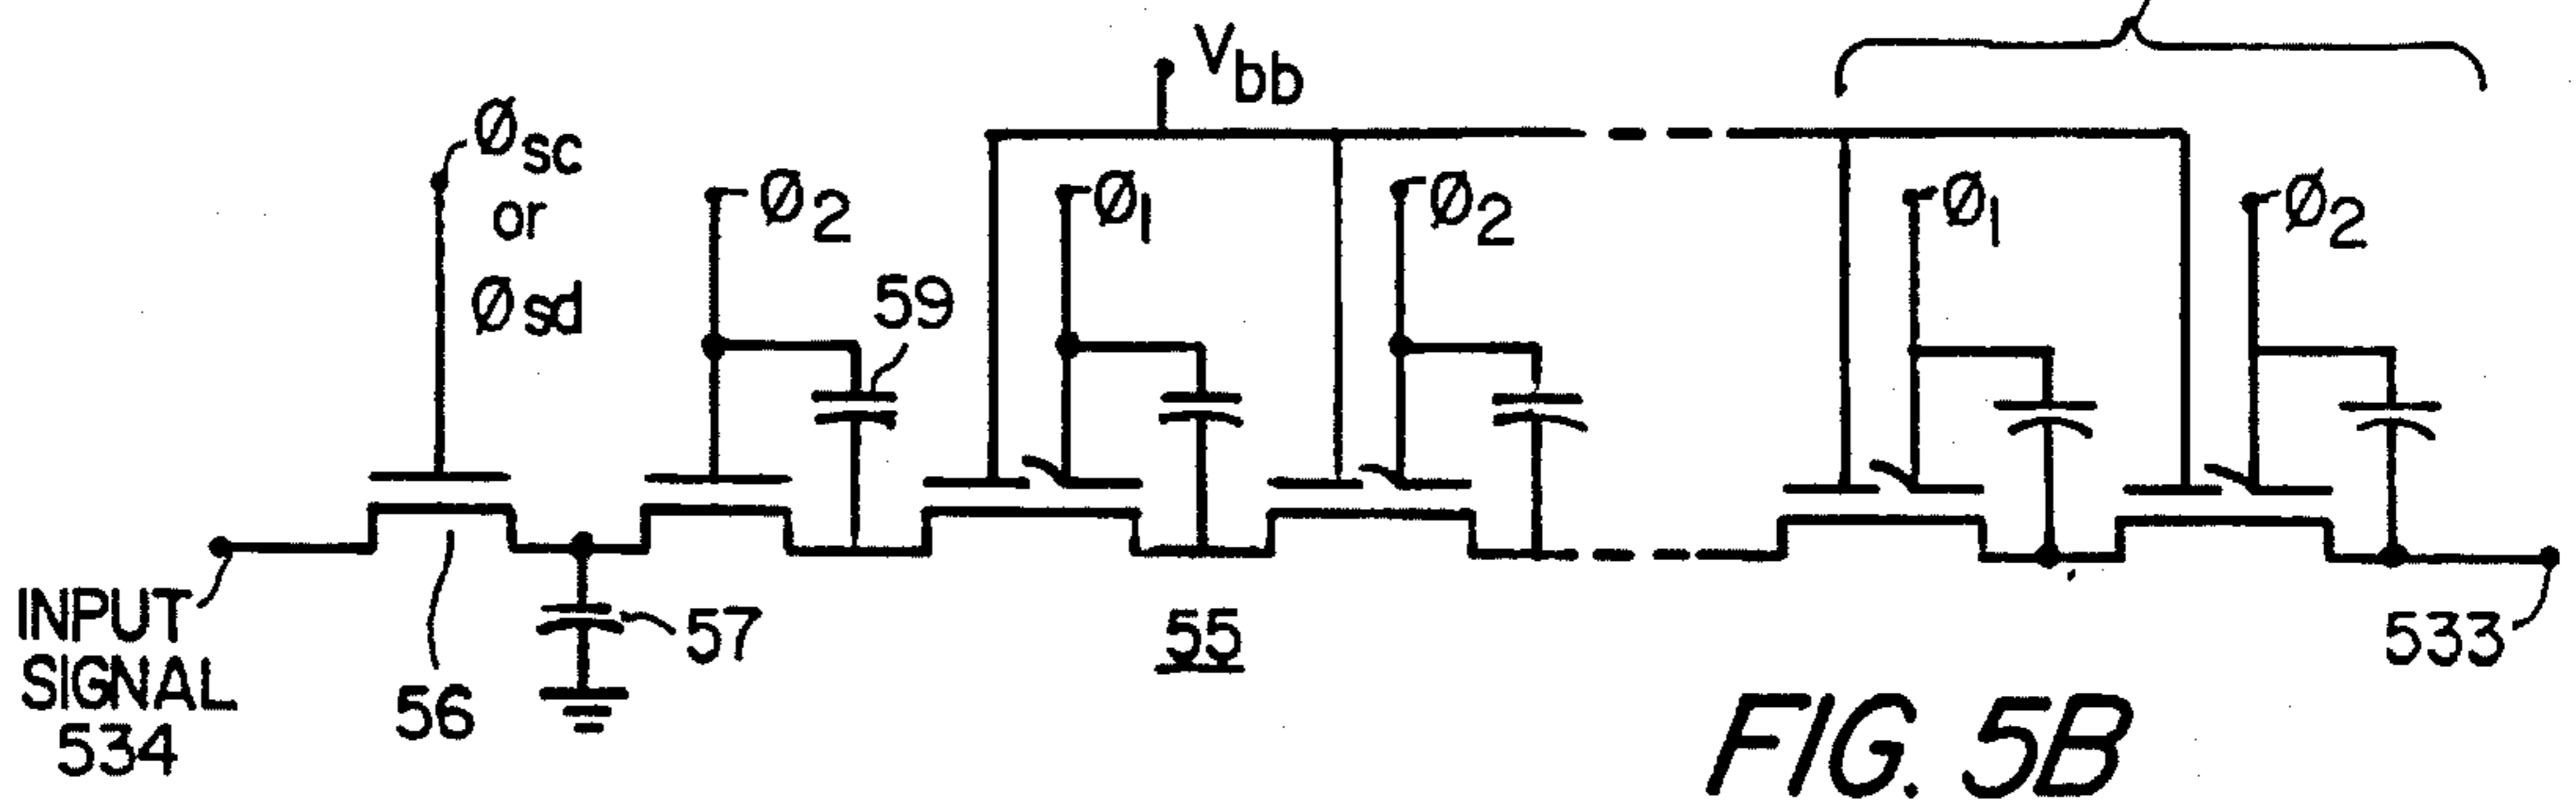 Vbb
Øsc
or
Øsd
Ø2
Ø1
Ø2
Ø1
Ø2
59
INPUT
SIGNAL
534
56
57
55
533
FIG. 5B